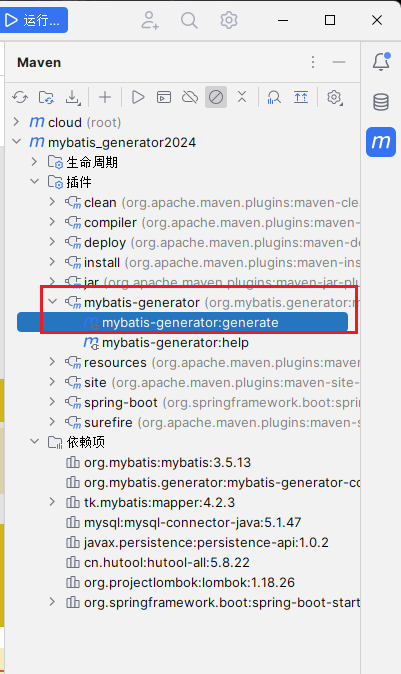 运行...
Maven
cloud (root)
mybatis_generator2024
生命周期
插件
clean (org.apache.maven.plugins:maven-cle
compiler (org.apache.maven.plugins:maven-
deploy (org.apache.maven.plugins:maven-de
install (org.apache.maven.plugins:maven-ins
jar (org.apache.maven.plugins:maven-jar-plu
mybatis-generator (org.mybatis.generator:m
mybatis-generator:generate
mybatis-generator:help
resources (org.apache.maven.plugins:maven
site (org.apache.maven.plugins:maven-site-
spring-boot (org.springframework.boot:spri
surefire (org.apache.maven.plugins:maven-s
依赖项
org.mybatis:mybatis:3.5.13
org.mybatis.generator:mybatis-generator-co
tk.mybatis:mapper:4.2.3
mysql:mysql-connector-java:5.1.47
javax.persistence:persistence-api:1.0.2
cn.hutool:hutool-all:5.8.22
org.projectlombok:lombok:1.18.26
org.springframework.boot:spring-boot-start